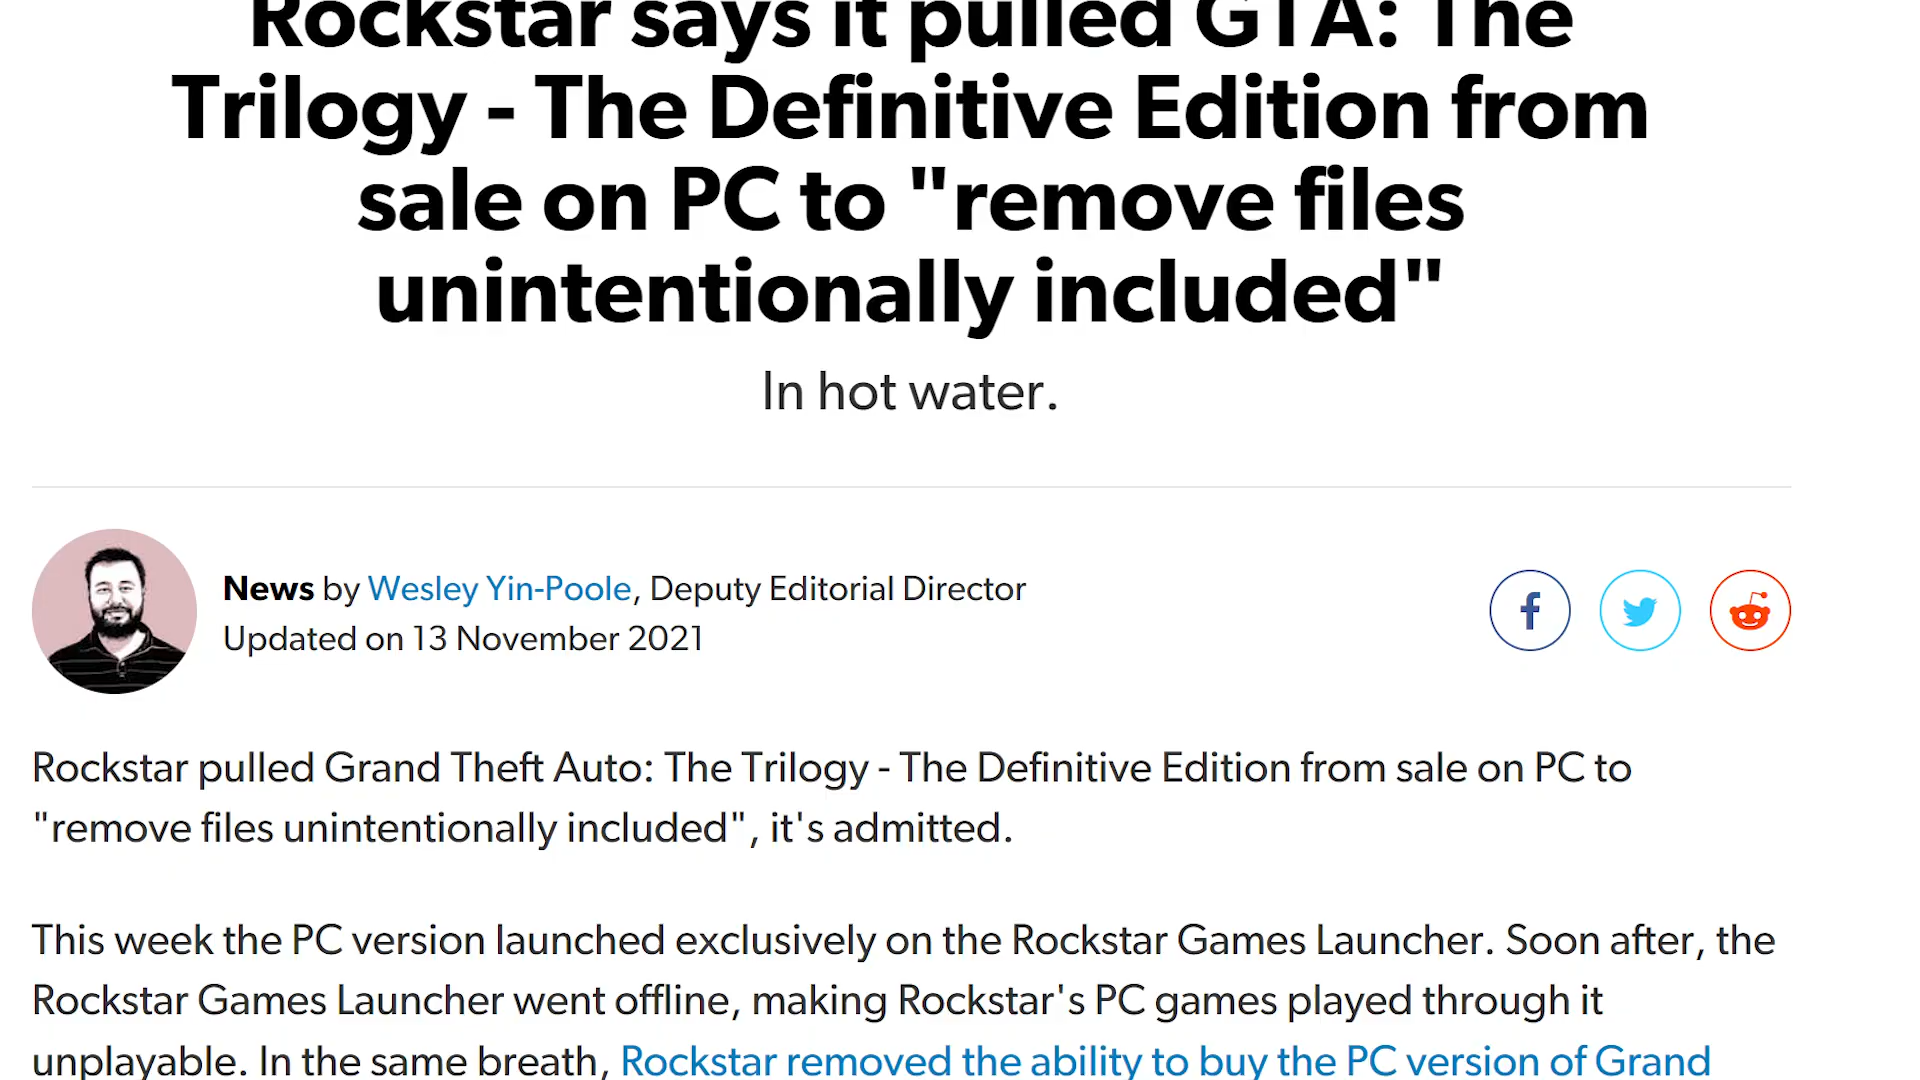 Rockstar says it pulled GTA: The
Trilogy - The Definitive Edition from
sale on PC to "remove files
unintentionally included"
In hot water.
News by Wesley Yin-Poole, Deputy Editorial Director
Updated on 13 November 2021
Rockstar pulled Grand Theft Auto: The Trilogy - The Definitive Edition from sale on PC to
"remove files unintentionally included", it's admitted.
This week the PC version launched exclusively on the Rockstar Games Launcher. Soon after, the
Rockstar Games Launcher went offline, making Rockstar's PC games played through it
unplayable. In the same breath, Rockstar removed the ability to buy the PC version of Grand